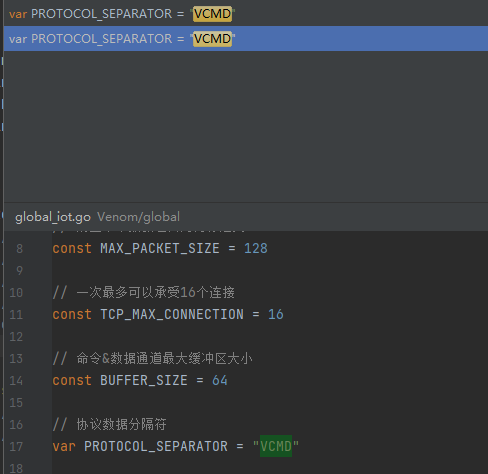 var PROTOCOL_SEPARATOR = "VCMD"
var PROTOCOL_SEPARATOR = "VCMD"
global_iot.go Venom/global
8 const MAX_PACKET_SIZE = 128
9
10 // 一次最多可以承受16个连接
11 const TCP_MAX_CONNECTION = 16
12
13 // 命令&数据通道最大缓冲区大小
14 const BUFFER_SIZE = 64
15
16 // 协议数据分隔符
17 var PROTOCOL_SEPARATOR = "VCMD"
18